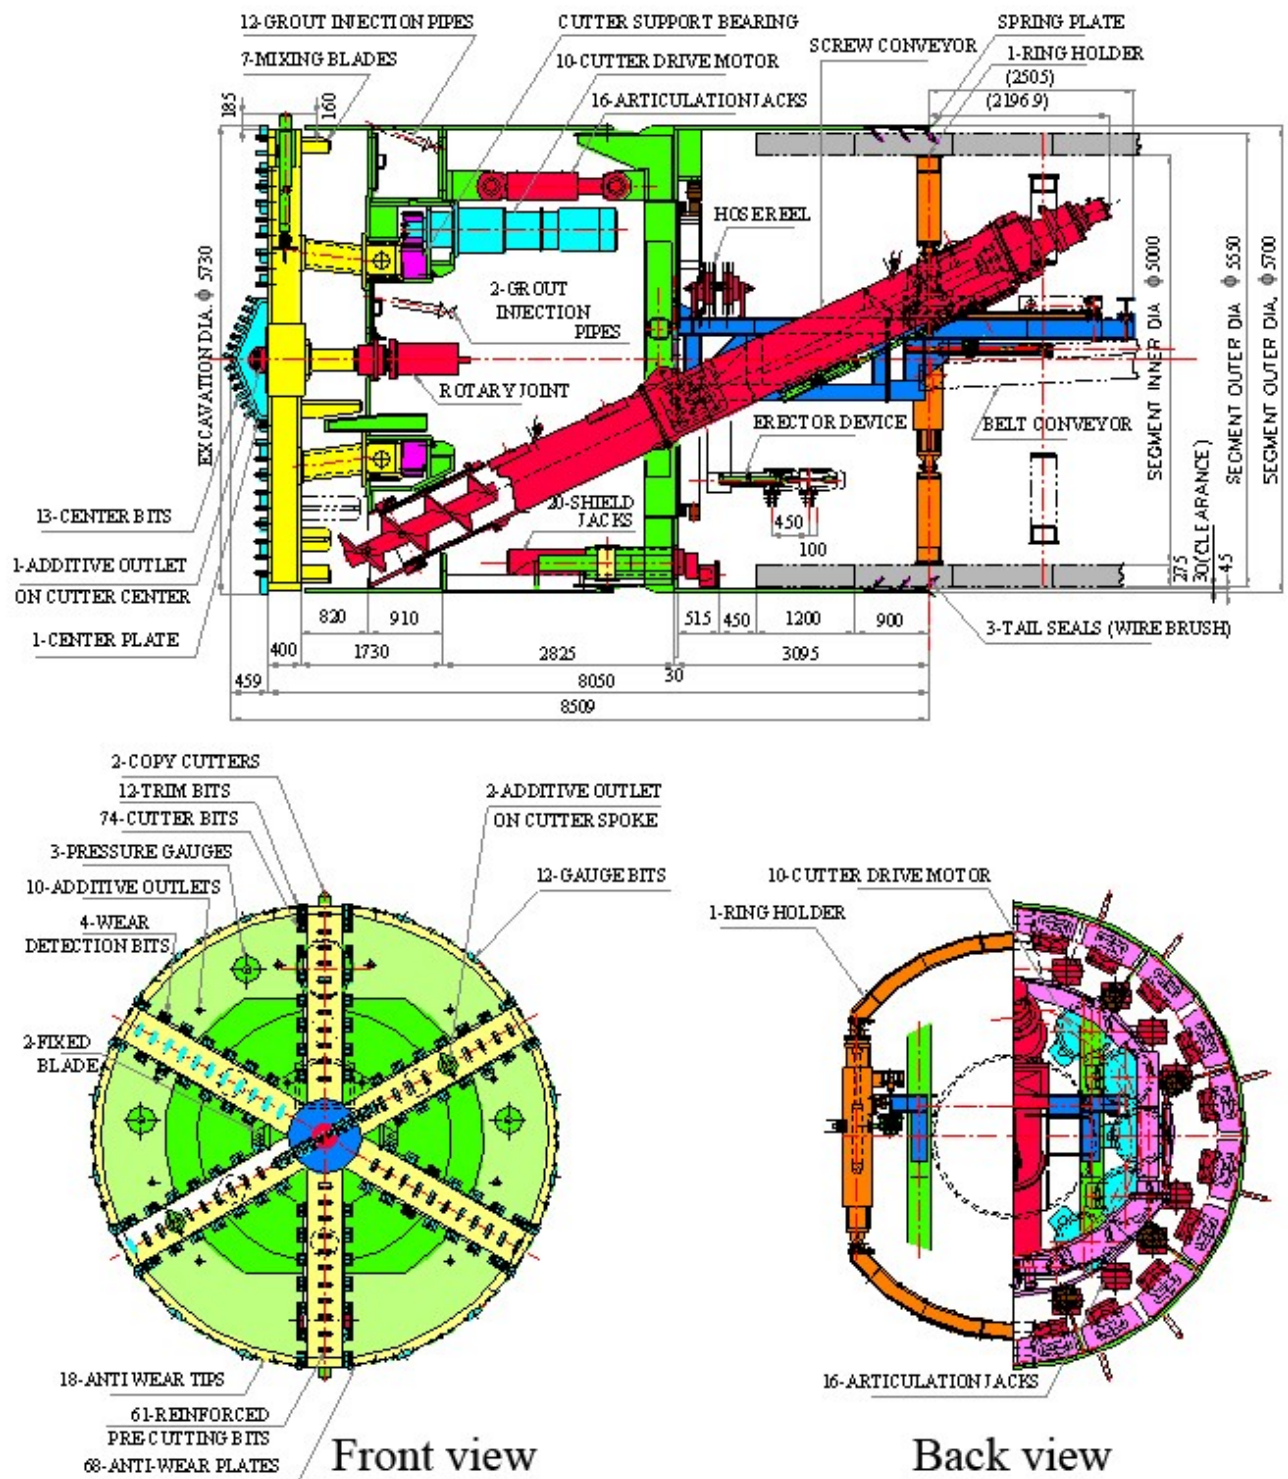 12-GROUT INJECTION PIPES
CUTTER SUPPORT BEARING
SPRING PLATE
7-MIXING BLADES
10-CUTTER DRIVE MOTOR
SCREW CONVEYOR
1-RING HOLDER
(2505)
16-ARTICULATION JACKS
(2196.9)
185
160
HOSE REEL
EXCAVATION DIA. ϕ 5730
2-GROUT
INJECTION
PIPES
SEGMENT INNER DIA ϕ 5000
SEGMENT OUTER DIA ϕ 5550
SEGMENT OUTER DIA. ϕ 5700
ROTARY JOINT
ERECTOR DEVICE
BELT CONVEYOR
13-CENTER BITS
20-SHIELD
JACKS
450
100
1-ADDITIVE OUTLET
ON CUTTER CENTER
275
30(CLEARANCE)
45
1-CENTER PLATE
820
910
515
450
1200
900
3-TAIL SEALS (WIRE BRUSH)
400
1730
2825
30
3095
459
8050
8509
2-COPY CUTTERS
12-TRIM BITS
74-CUTTER BITS
3-PRESSURE GAUGES
10-ADDITIVE OUTLETS
4-WEAR
DETECTION BITS
2-FIXED
BLADE
2-ADDITIVE OUTLET
ON CUTTER SPOKE
12-GAUGE BITS
10-CUTTER DRIVE MOTOR
1-RING HOLDER
18-ANTI WEAR TIPS
61-REINFORCED
PRE CUTTING BITS
68-ANTI-WEAR PLATES
16-ARTICULATION JACKS
Front view
Back view